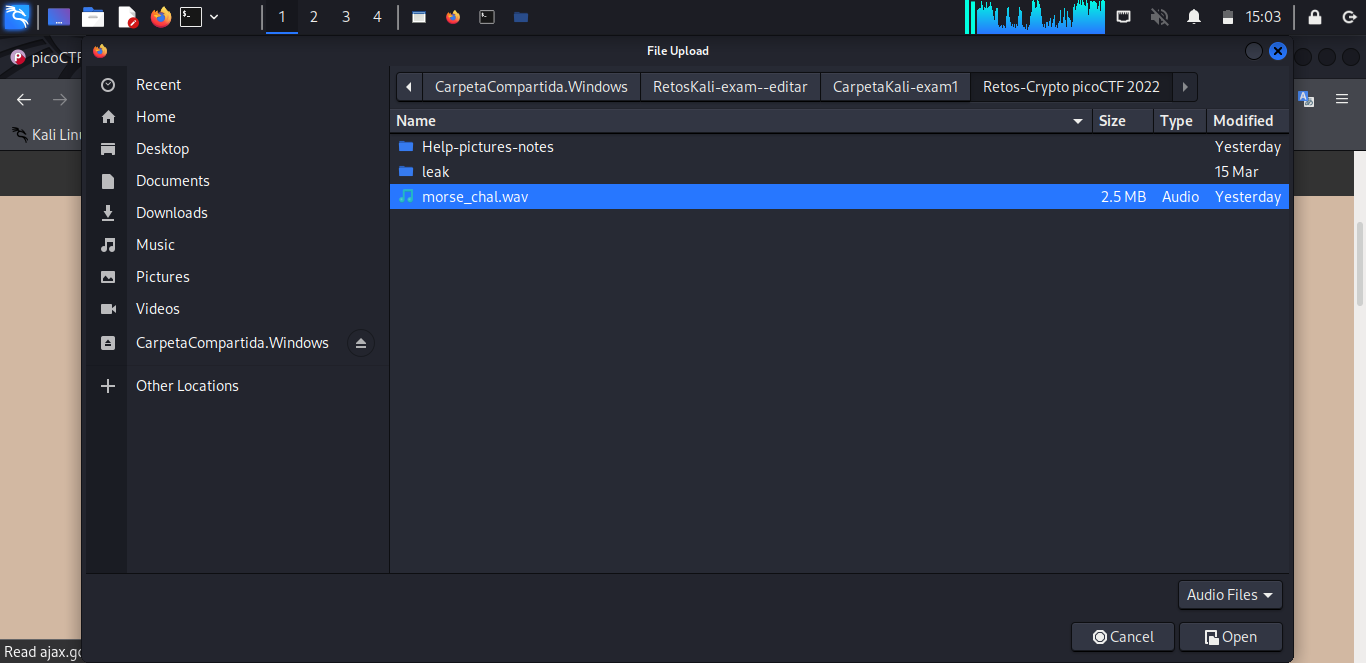 1 2 3 4 15:03
File Upload
picoCTF
Kali Linu
Recent
Home
Desktop
Documents
Downloads
Music
Pictures
Videos
CarpetaCompartida.Windows
Other Locations
CarpetaCompartida.Windows RetosKali-exam--editar CarpetaKali-exam1 Retos-Crypto picoCTF 2022
Name Size Type Modified
Help-pictures-notes Yesterday
leak 15 Mar
morse_chal.wav 2.5 MB Audio Yesterday
Audio Files
Cancel Open
Read ajax.go